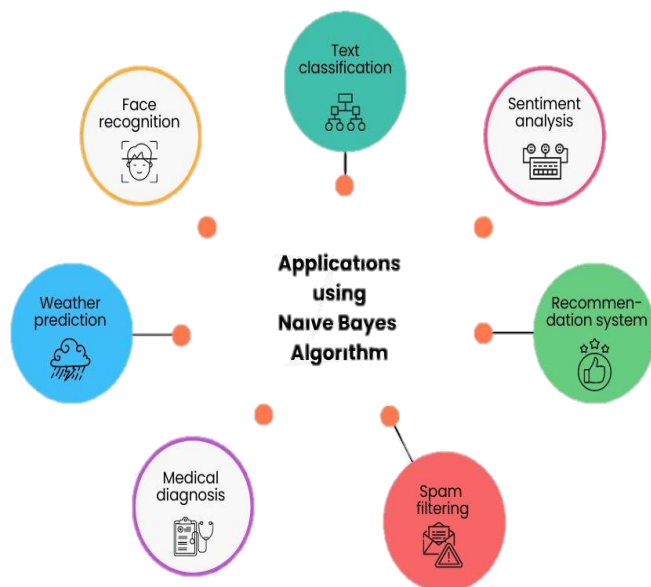 Text
classification
Face
recognition
Sentiment
analysis
Applications
using
Naive Bayes
Algorithm
Weather
prediction
Recommen-
dation system
Medical
diagnosis
Spam
filtering